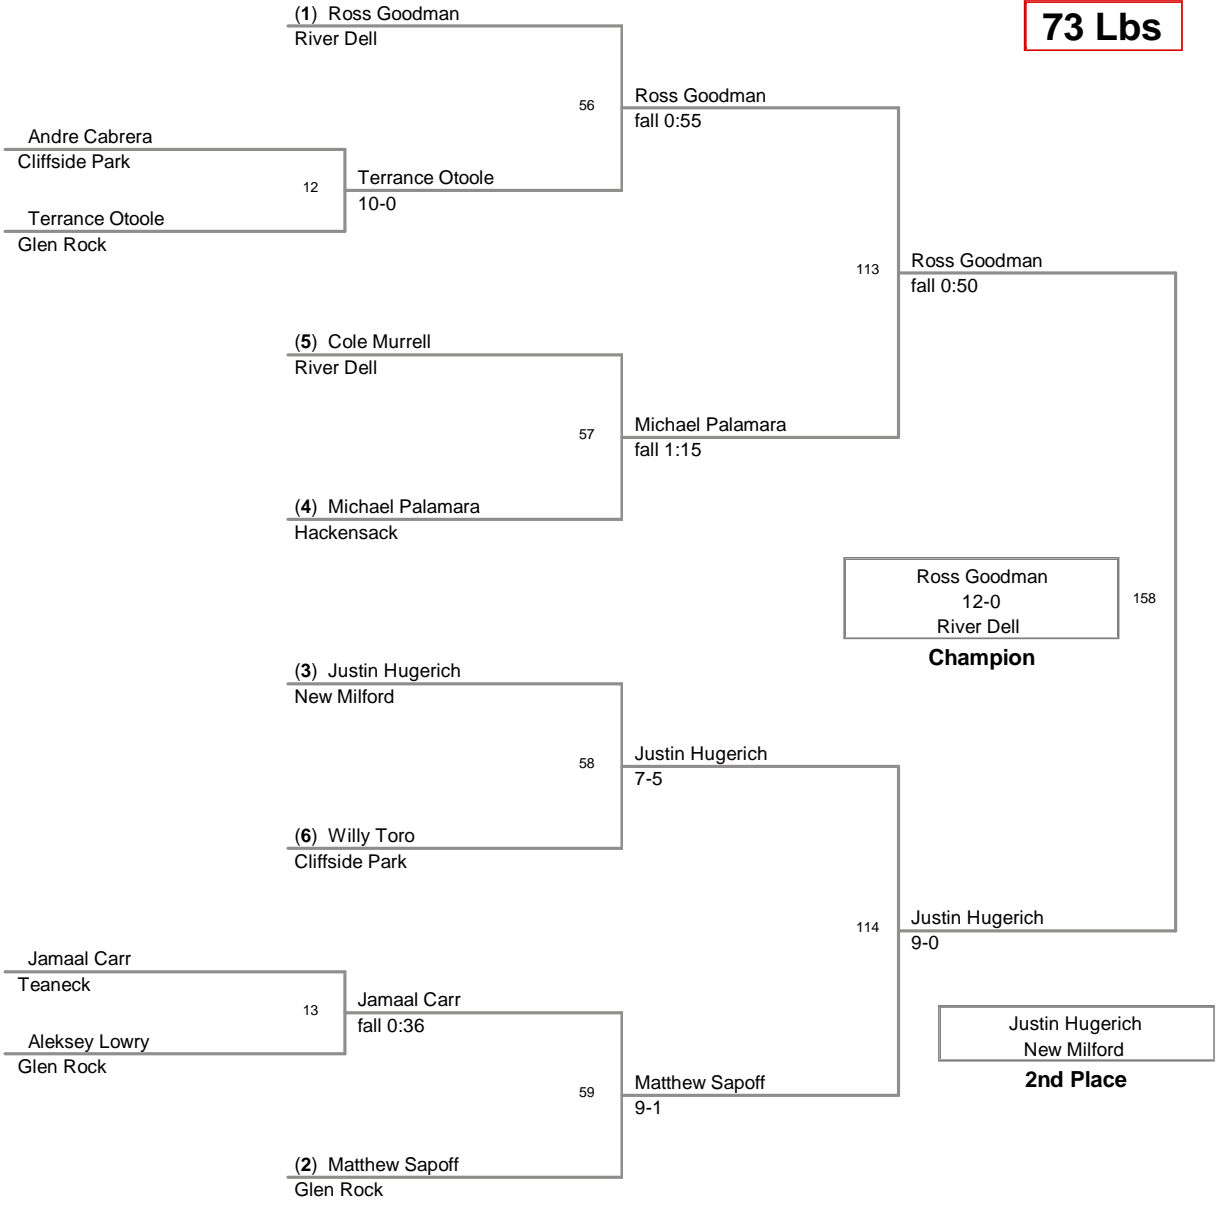 (1) Ross Goodman
River Dell
73 Lbs
56
Ross Goodman
fall 0:55
Andre Cabrera
Cliffside Park
12
Terrance Otoole
10-0
Terrance Otoole
Glen Rock
113
Ross Goodman
fall 0:50
(5) Cole Murrell
River Dell
57
Michael Palamara
fall 1:15
(4) Michael Palamara
Hackensack
Ross Goodman
12-0
River Dell
Champion
158
(3) Justin Hugerich
New Milford
58
Justin Hugerich
7-5
(6) Willy Toro
Cliffside Park
114
Justin Hugerich
9-0
Jamaal Carr
Teaneck
13
Jamaal Carr
fall 0:36
Aleksey Lowry
Glen Rock
Justin Hugerich
New Milford
2nd Place
59
Matthew Sapoff
9-1
(2) Matthew Sapoff
Glen Rock